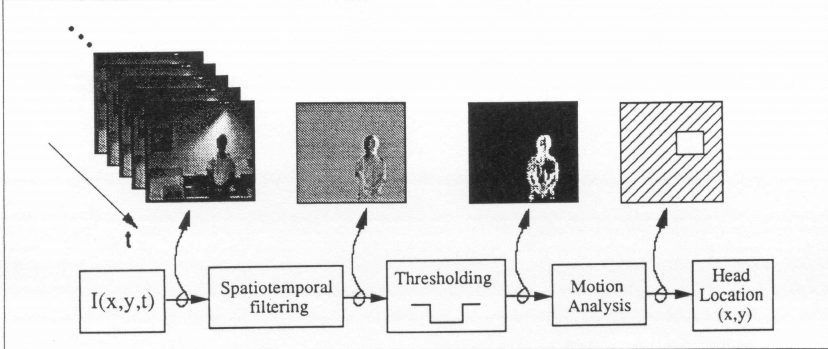 t
I(x,y,t)
Spatiotemporal
filtering
Thresholding
Motion
Analysis
Head
Location
(x,y)